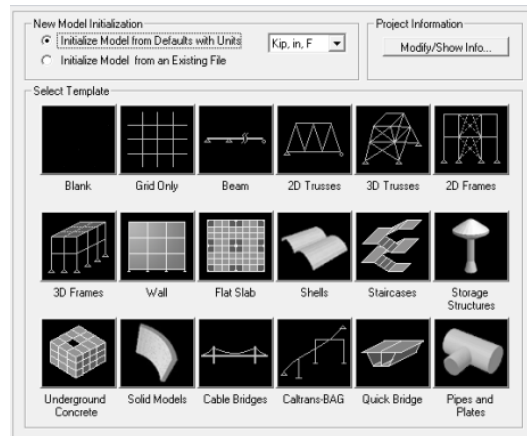 New Model Initialization
Project Information
Initialize Model from Defaults with Units
Kip, in, F
Modify/Show Info...
Initialize Model from an Existing File
Select Template
Blank
Grid Only
Beam
2D Trusses
3D Trusses
2D Frames
3D Frames
Wall
Flat Slab
Shells
Staircases
Storage
Structures
Underground
Concrete
Solid Models
Cable Bridges
Caltrans-BAG
Quick Bridge
Pipes and
Plates